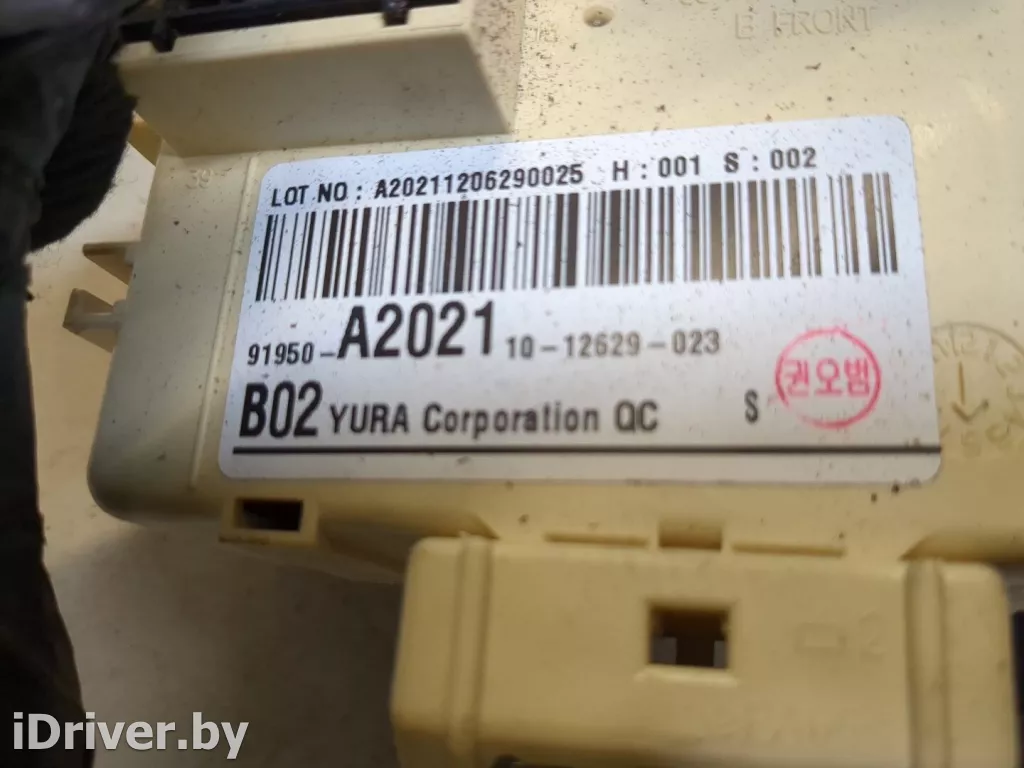 E FRONT
LOT NO : A20211206290025 H : 001 S : 002
91950-A2021 10-12629-023
B02 YURA Corporation QC S
권오범
iDriver.by